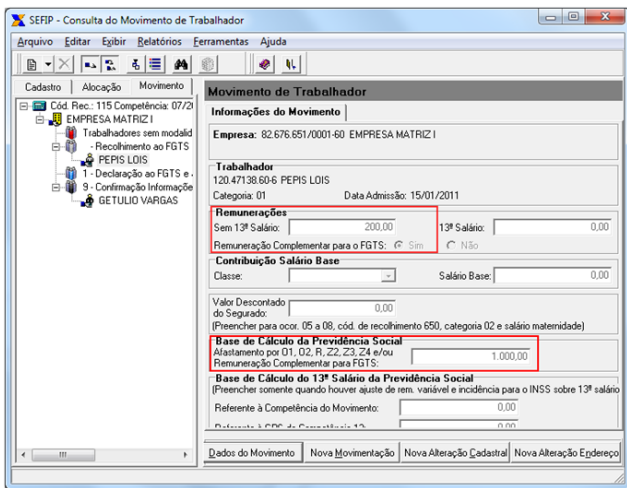 SEFIP - Consulta do Movimento de Trabalhador
Arquivo Editar Exibir Relatórios Ferramentas Ajuda
Cadastro Alocação Movimento
Cód. Rec.: 115 Competência: 07/20
EMPRESA MATRIZ I
Trabalhadores sem modalid
- Recolhimento ao FGTS
PEPIS LOIS
1 - Declaração ao FGTS e
9 - Confirmação Informaçõe
GETULIO VARGAS
Movimento de Trabalhador
Informações do Movimento
Empresa: 82.676.651/0001-60 EMPRESA MATRIZ I
Trabalhador
120.47138.60-6 PEPIS LOIS
Categoria: 01 Data Admissão: 15/01/2011
Remunerações
Sem 13º Salário: 200,00 13º Salário: 0,00
Remuneração Complementar para o FGTS: Sim Não
Contribuição Salário Base
Classe: Salário Base: 0,00
Valor Descontado
do Segurado: 0,00
(Preencher para ocor. 05 a 08, cód. de recolhimento 650, categoria 02 e salário maternidade)
Base de Cálculo da Previdência Social
Afastamento por O1, O2, R, Z2, Z3, Z4 e/ou
Remuneração Complementar para FGTS: 1.000,00
Base de Cálculo do 13º Salário da Previdência Social
(Preencher somente quando houver ajuste de rem. variável e incidência para o INSS sobre 13º salário
Referente à Competência do Movimento: 0,00
Referente à GPS da Competência 13: 0,00
Dados do Movimento Nova Movimentação Nova Alteração Cadastral Nova Alteração Endereço